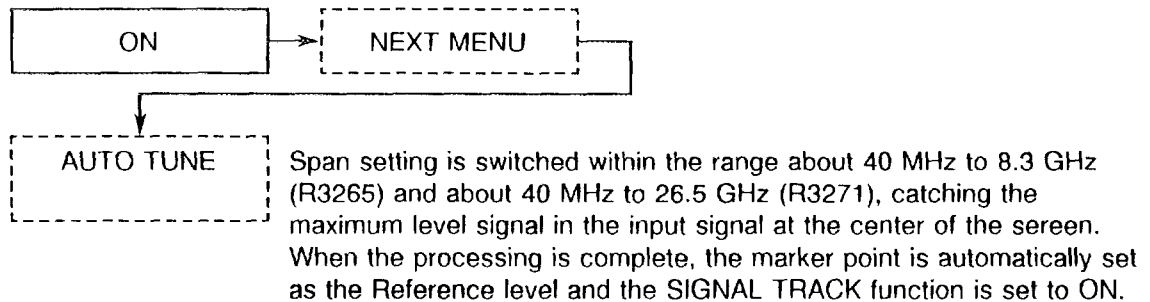 ON
NEXT MENU
AUTO TUNE
Span setting is switched within the range about 40 MHz to 8.3 GHz
(R3265) and about 40 MHz to 26.5 GHz (R3271), catching the
maximum level signal in the input signal at the center of the sereen.
When the processing is complete, the marker point is automatically set
as the Reference level and the SIGNAL TRACK function is set to ON.